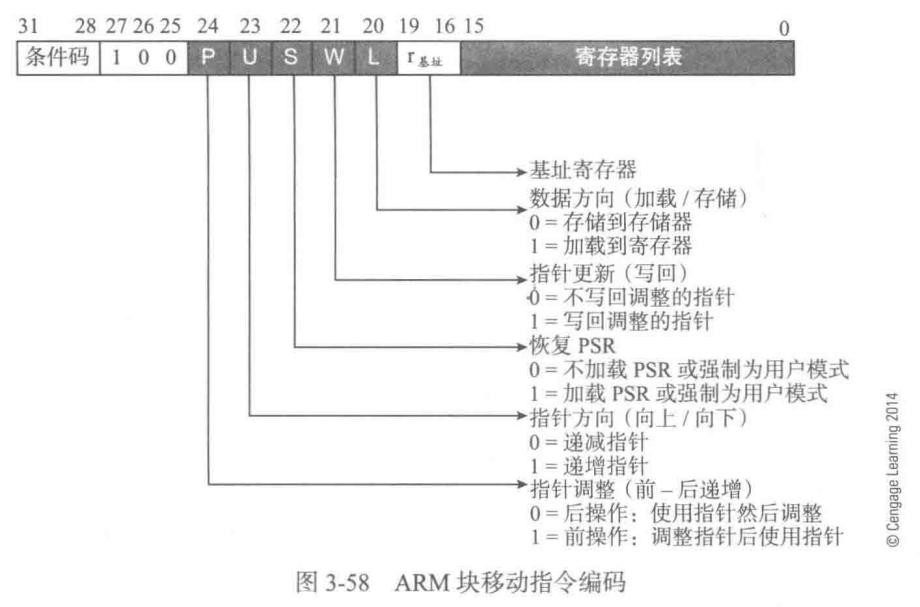 31 28 27 26 25 24 23 22 21 20 19 16 15 0
条件码 1 0 0 P U S W L r基址 寄存器列表
基址寄存器
数据方向（加载 / 存储）
0 = 存储到存储器
1 = 加载到寄存器
指针更新（写回）
0 = 不写回调整的指针
1 = 写回调整的指针
恢复 PSR
0 = 不加载 PSR 或强制为用户模式
1 = 加载 PSR 或强制为用户模式
指针方向（向上 / 向下）
0 = 递减指针
1 = 递增指针
指针调整（前 – 后递增）
0 = 后操作：使用指针然后调整
1 = 前操作：调整指针后使用指针
© Cengage Learning 2014
图 3-58 ARM 块移动指令编码